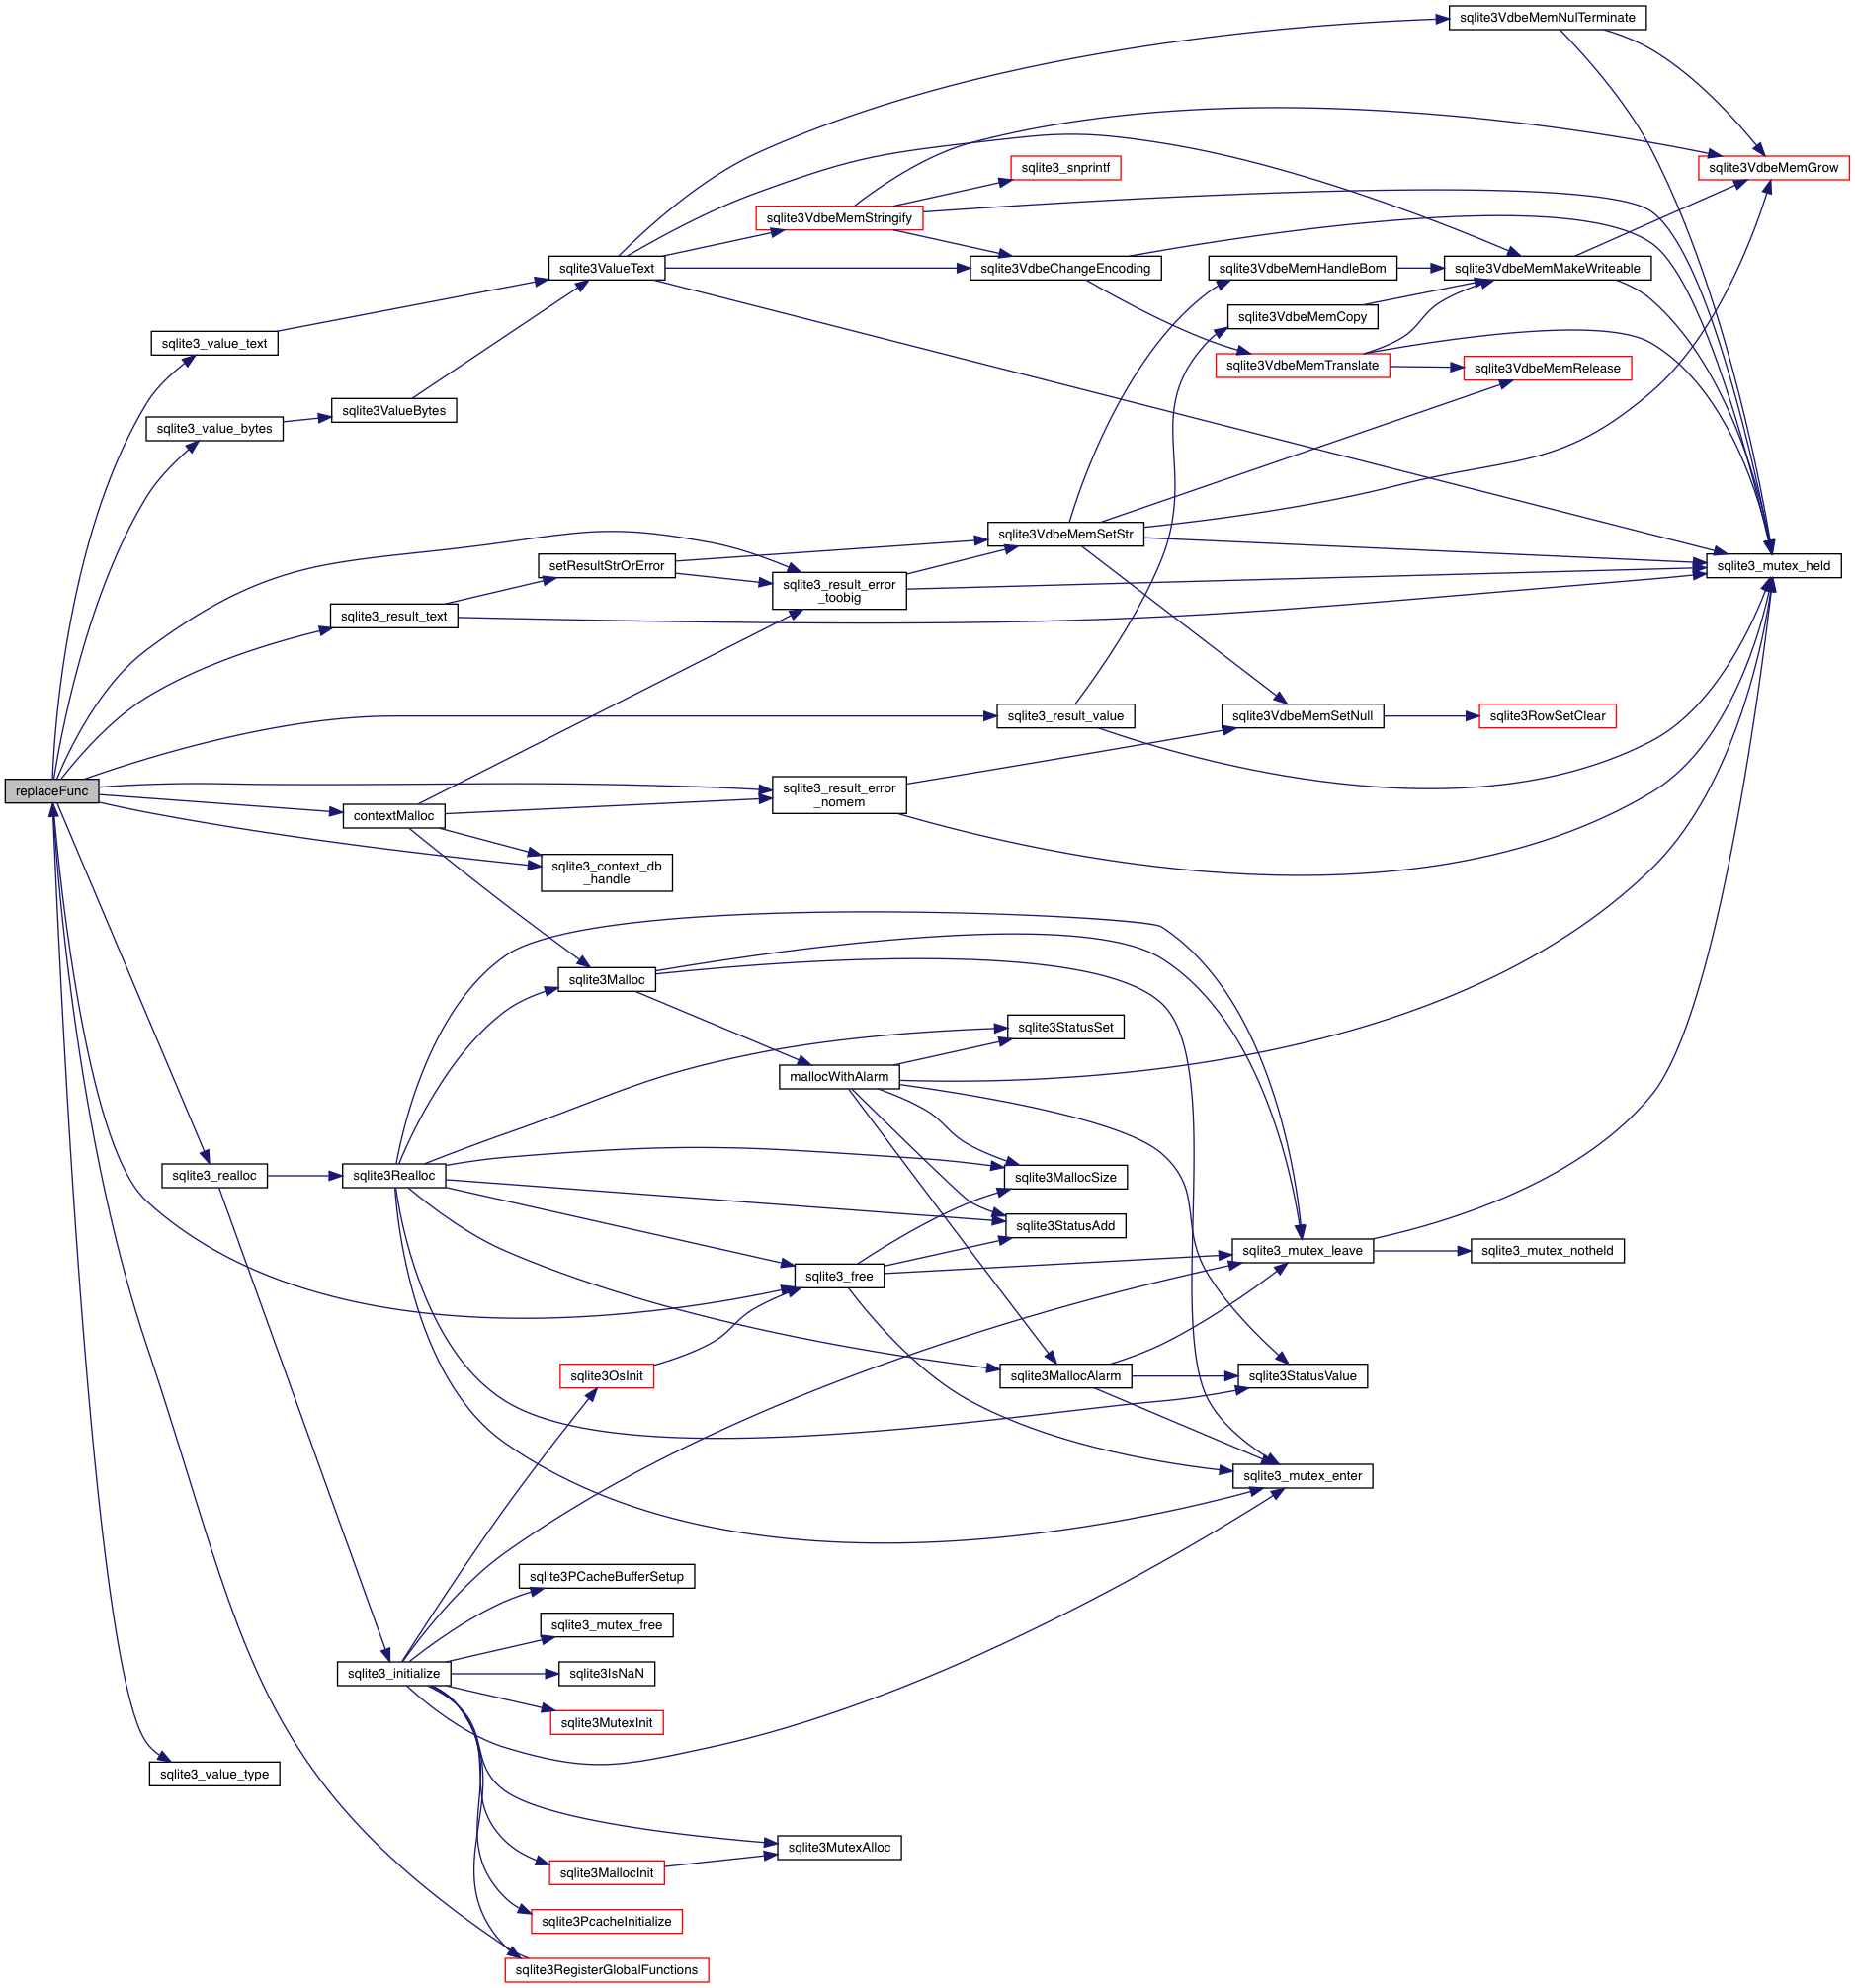 sqlite3VdbeMemNulTerminate
sqlite3_snprintf
sqlite3VdbeMemGrow
sqlite3VdbeMemStringify
sqlite3ValueText
sqlite3VdbeChangeEncoding
sqlite3VdbeMemHandleBom
sqlite3VdbeMemMakeWriteable
sqlite3VdbeMemCopy
sqlite3_value_text
sqlite3VdbeMemTranslate
sqlite3VdbeMemRelease
sqlite3ValueBytes
sqlite3_value_bytes
sqlite3VdbeMemSetStr
setResultStrOrError
sqlite3_mutex_held
sqlite3_result_error
_toobig
sqlite3_result_text
sqlite3_result_value
sqlite3VdbeMemSetNull
sqlite3RowSetClear
replaceFunc
sqlite3_result_error
_nomem
contextMalloc
sqlite3_context_db
_handle
sqlite3Malloc
sqlite3StatusSet
mallocWithAlarm
sqlite3_realloc
sqlite3Realloc
sqlite3MallocSize
sqlite3StatusAdd
sqlite3_mutex_leave
sqlite3_mutex_notheld
sqlite3_free
sqlite3OsInit
sqlite3MallocAlarm
sqlite3StatusValue
sqlite3_mutex_enter
sqlite3PCacheBufferSetup
sqlite3_mutex_free
sqlite3_initialize
sqlite3IsNaN
sqlite3MutexInit
sqlite3_value_type
sqlite3MutexAlloc
sqlite3MallocInit
sqlite3PcacheInitialize
sqlite3RegisterGlobalFunctions